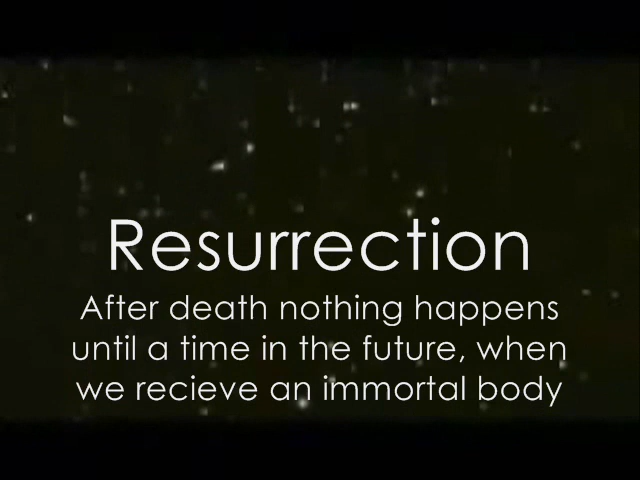 Resurrection
After death nothing happens
until a time in the future, when
we recieve an immortal body